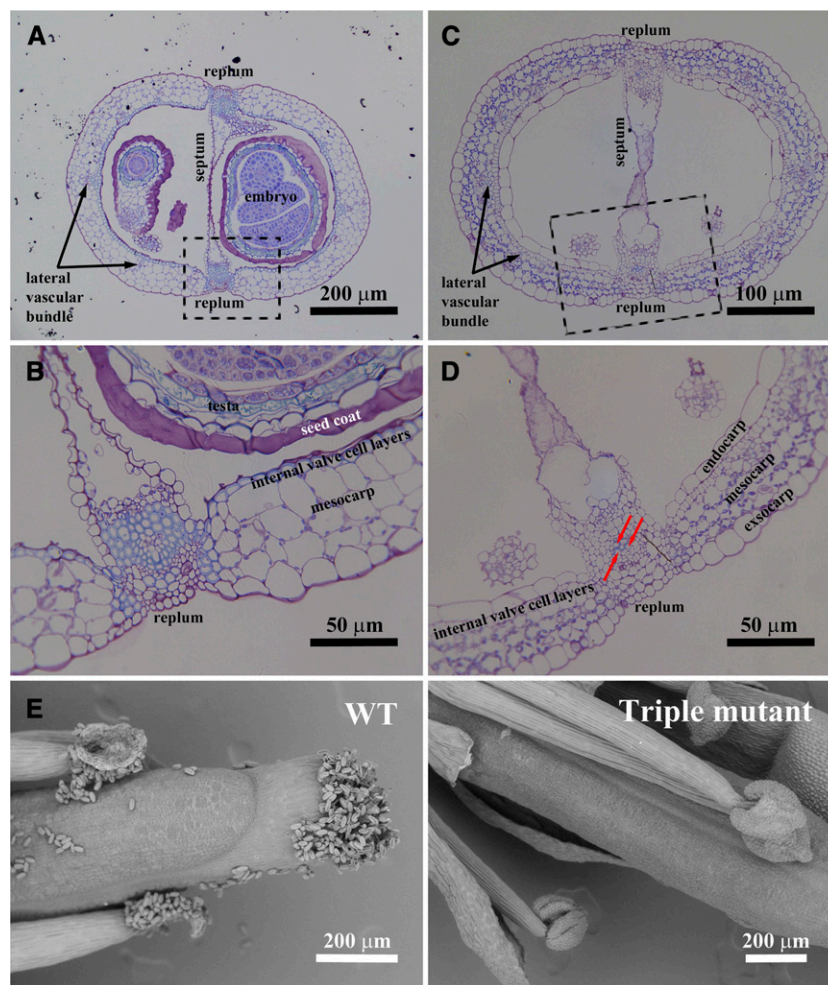 A
replum
septum
embryo
lateral
vascular
bundle
replum
200 μm
C
replum
septum
lateral
vascular
bundle
replum
100 μm
B
testa
seed coat
internal valve cell layers
mesocarp
replum
50 μm
D
endocarp
mesocarp
exsocarp
internal valve cell layers
replum
50 μm
E
WT
200 μm
Triple mutant
200 μm